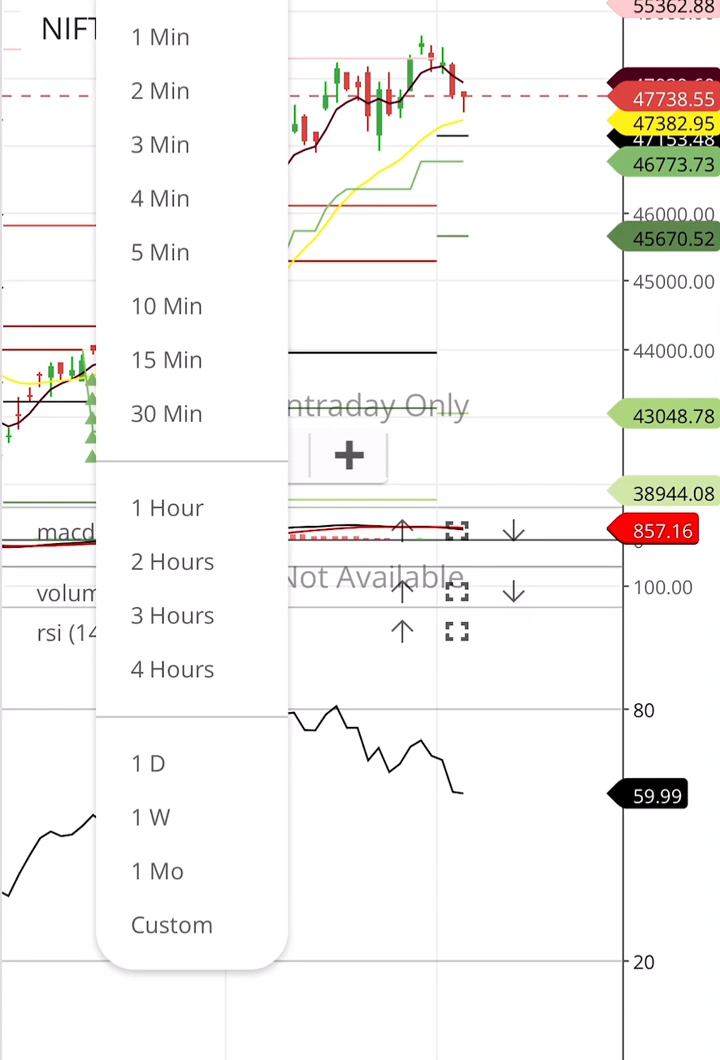 55362.88
NIFT
1 Min
2 Min
47738.55
47382.95
3 Min
47153.48
46773.73
4 Min
46000.00
45670.52
5 Min
45000.00
10 Min
44000.00
15 Min
ntraday Only
43048.78
30 Min
+
38944.08
1 Hour
macd
857.16
2 Hours
Not Available
100.00
volum
3 Hours
rsi (14
4 Hours
80
1 D
59.99
1 W
1 Mo
Custom
20